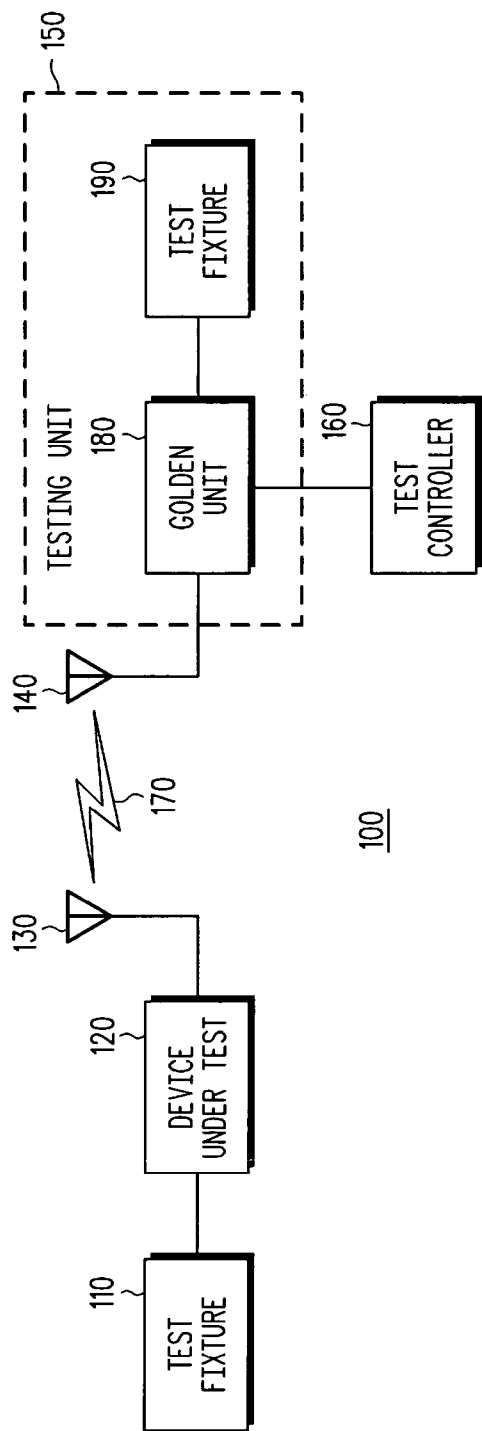 150
TESTING UNIT
190
TEST
FIXTURE
180
GOLDEN
UNIT
160
TEST
CONTROLLER
140
170
130
100
120
DEVICE
UNDER TEST
110
TEST
FIXTURE